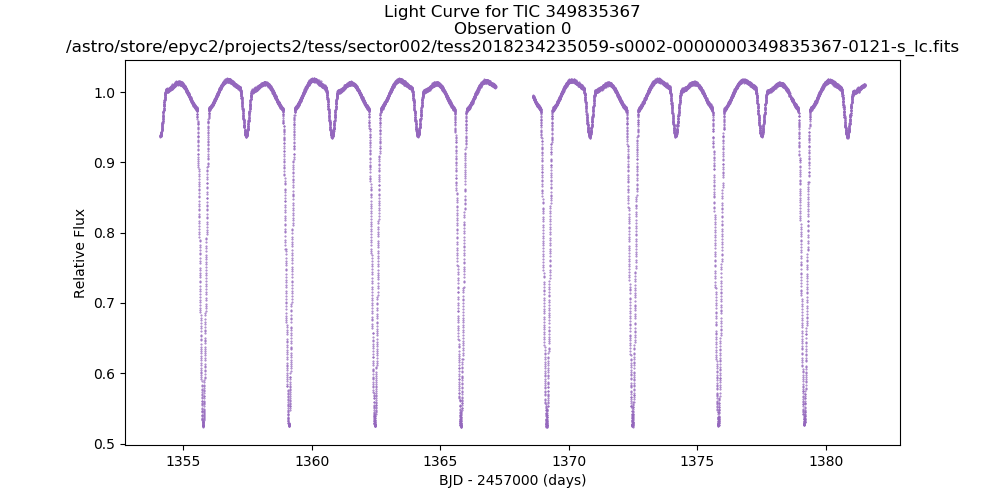 Light Curve for TIC 349835367
Observation 0
/astro/store/epyc2/projects2/tess/sector002/tess2018234235059-s0002-0000000349835367-0121-s_lc.fits
1.0
0.9
0.8
0.7
0.6
0.5
Relative Flux
1355 1360 1365 1370 1375 1380
BJD - 2457000 (days)